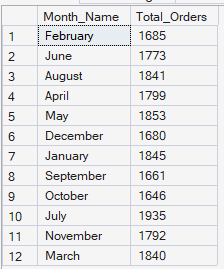 Month_Name Total_Orders
1 February 1685
2 June 1773
3 August 1841
4 April 1799
5 May 1853
6 December 1680
7 January 1845
8 September 1661
9 October 1646
10 July 1935
11 November 1792
12 March 1840